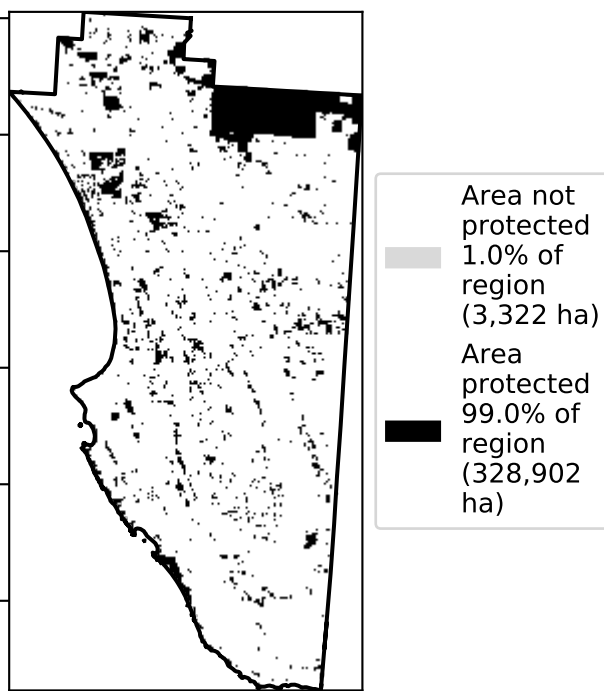 Area not
protected
1.0% of
region
(3,322 ha)
Area
protected
99.0% of
region
(328,902
ha)